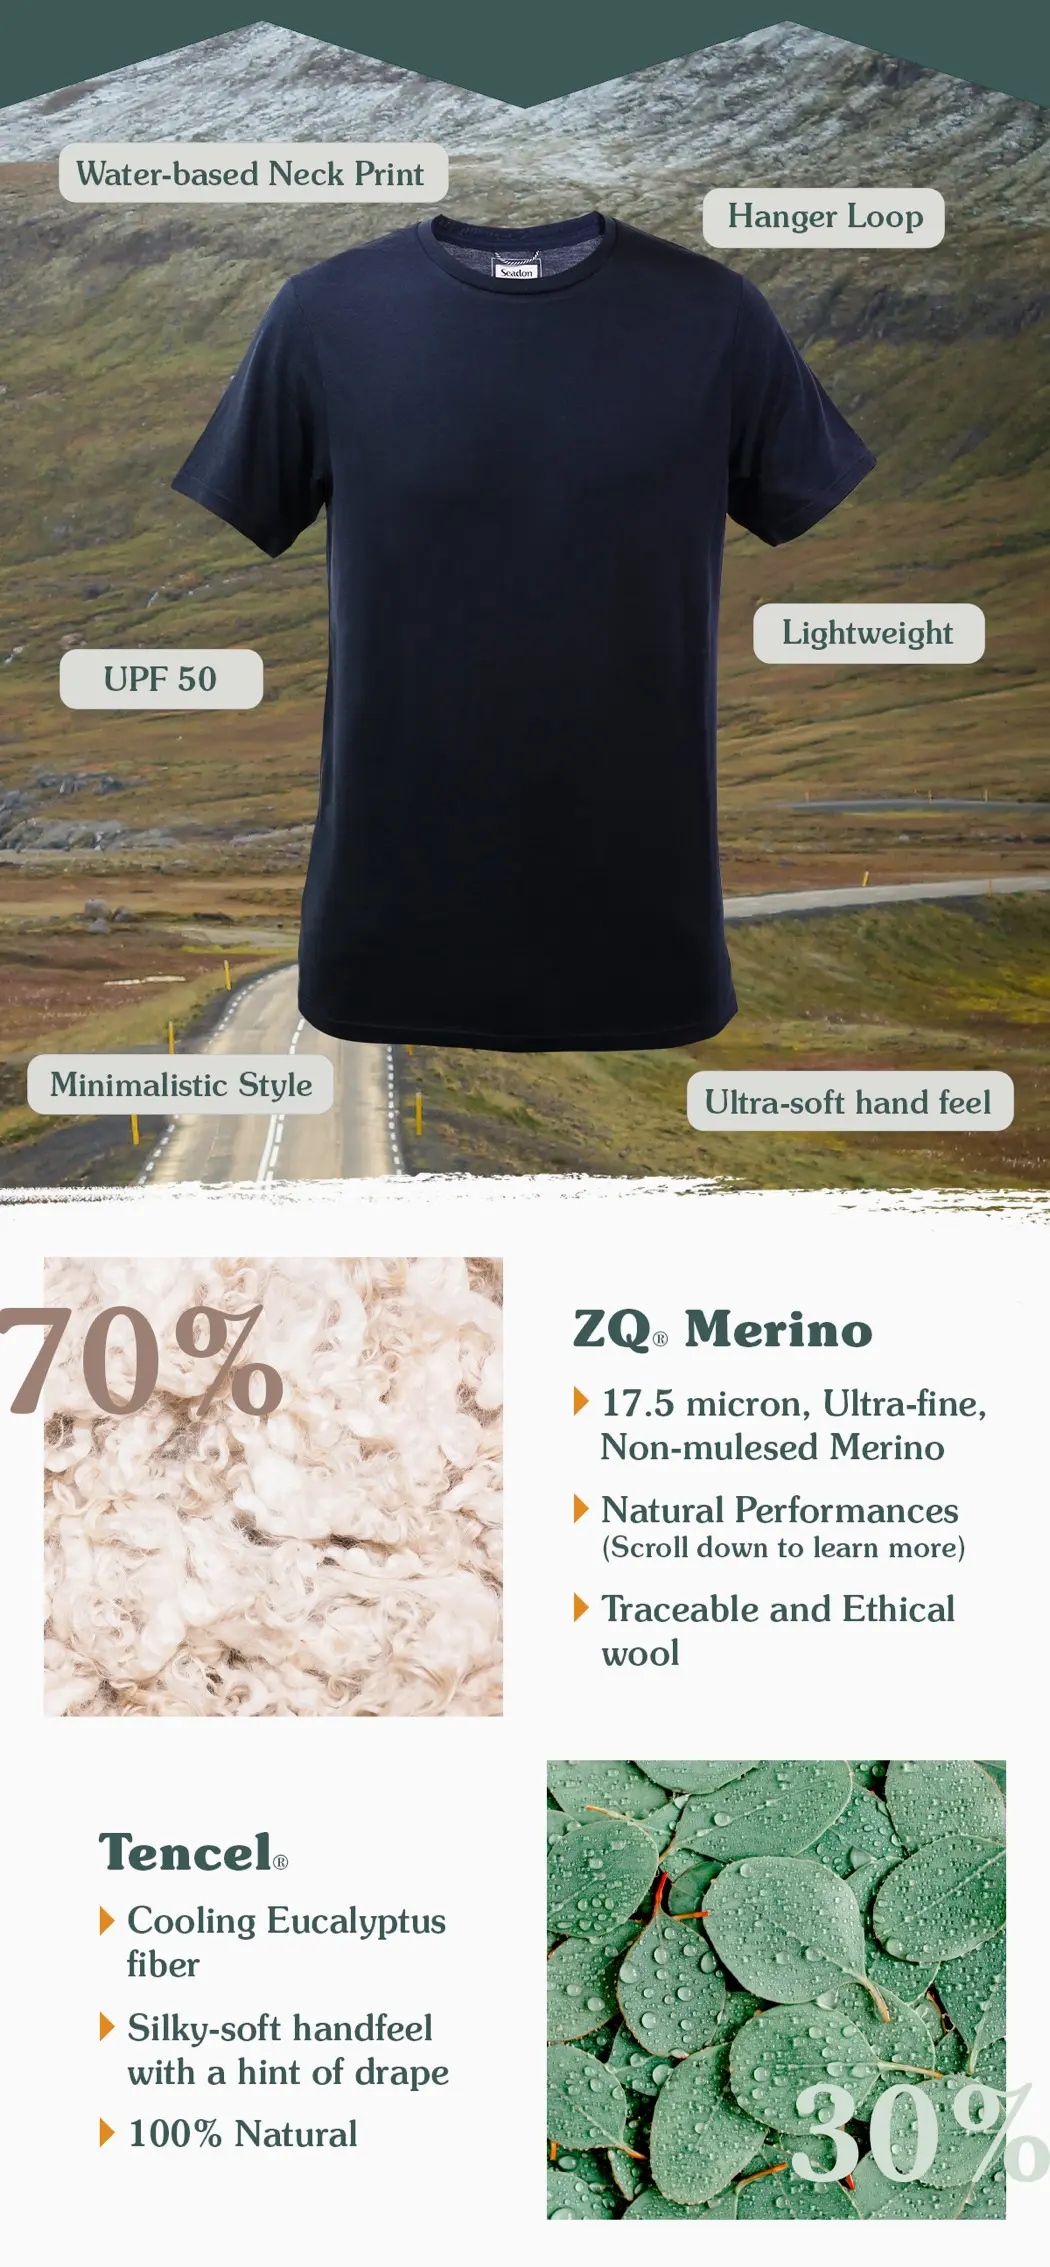 Water-based Neck Print
Hanger Loop
Seadon
Lightweight
UPF 50
Minimalistic Style
Ultra-soft hand feel
70%
ZQ® Merino
17.5 micron, Ultra-fine,
Non-mulesed Merino
Natural Performances
(Scroll down to learn more)
Traceable and Ethical
wool
Tencel®
Cooling Eucalyptus
fiber
Silky-soft handfeel
with a hint of drape
100% Natural
30%